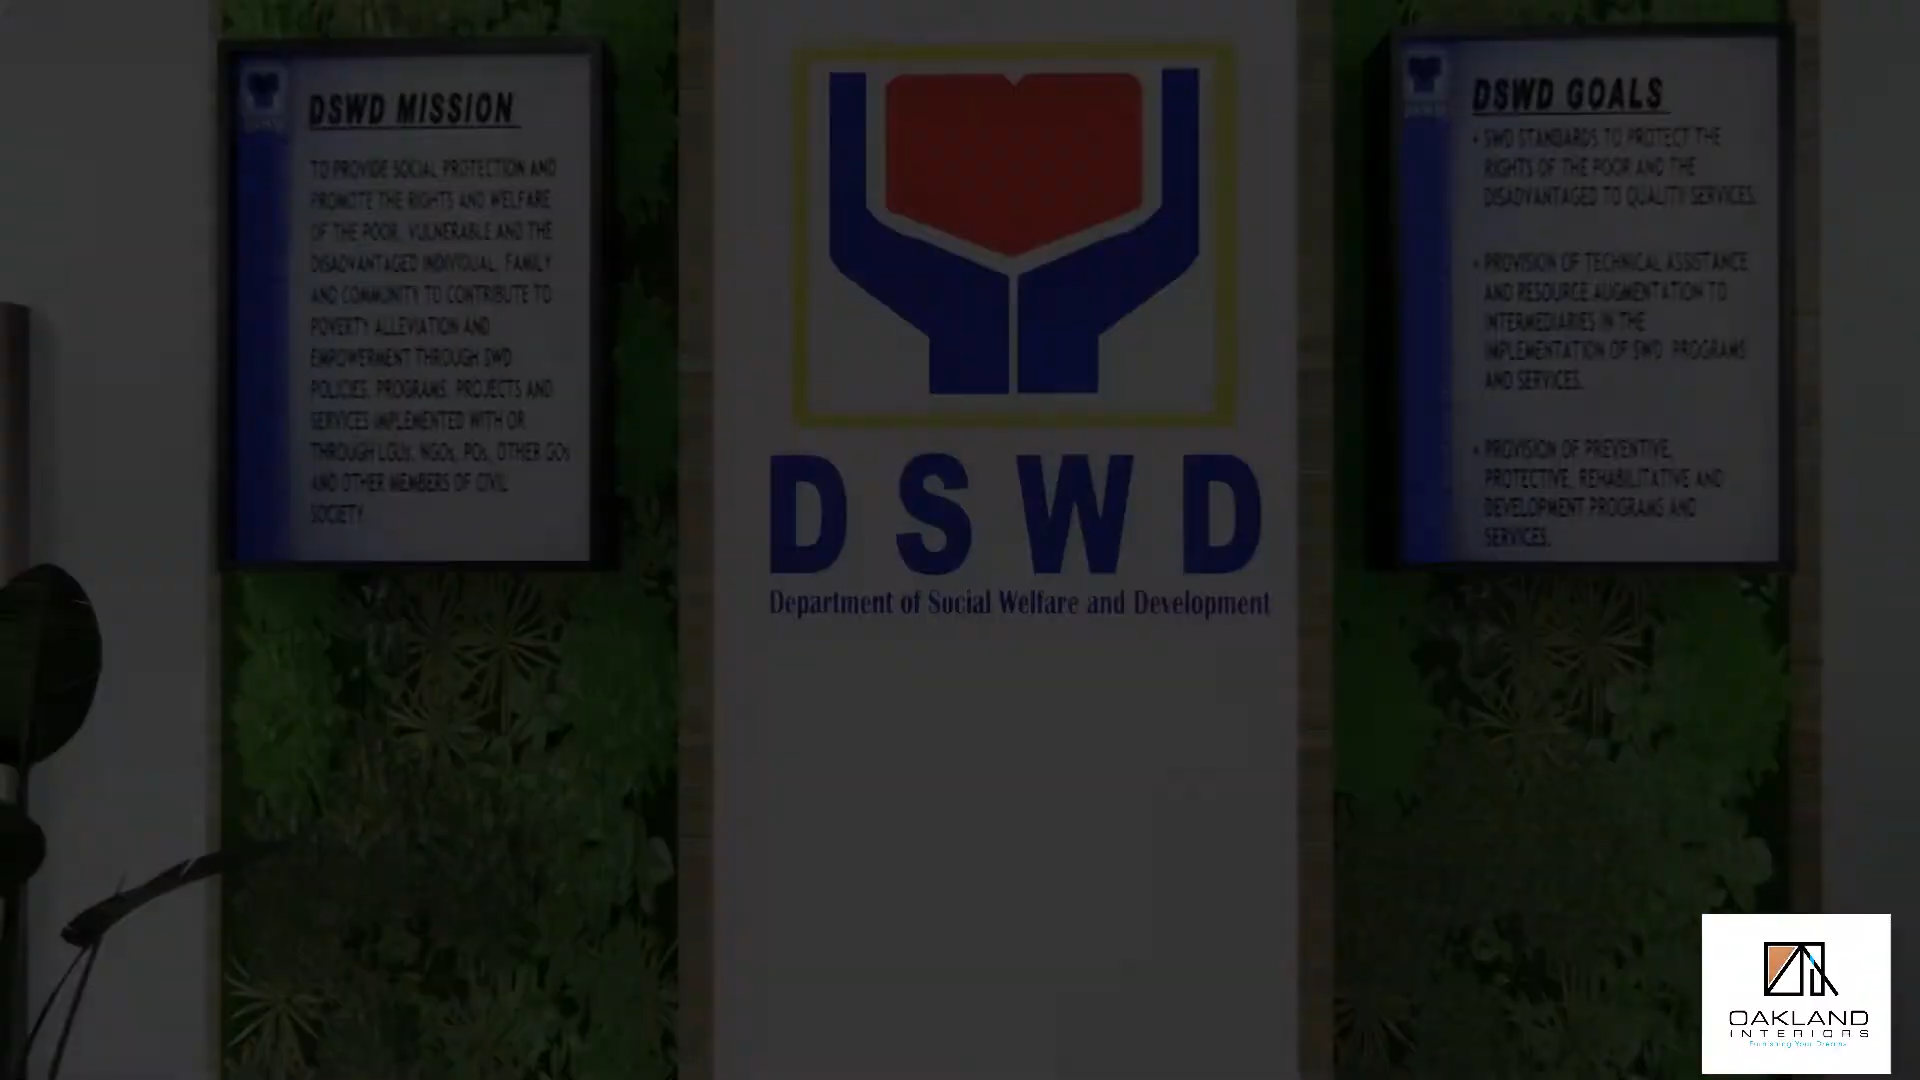 DSWD MISSION
TO PROVIDE SOCIAL PROTECTION AND
PROMOTE THE RIGHTS AND WELFARE
OF THE POOR, VULNERABLE AND THE
DISADVANTAGED INDIVIDUAL, FAMILY
AND COMMUNITY TO CONTRIBUTE TO
POVERTY ALLEVIATION AND
EMPOWERMENT THROUGH SWD
POLICIES, PROGRAMS, PROJECTS AND
SERVICES IMPLEMENTED WITH OR
THROUGH LGUs, NGOs, POs, OTHER GOs
AND OTHER MEMBERS OF CIVIL
SOCIETY
DSWD
Department of Social Welfare and Development
DSWD GOALS
• SWD STANDARDS TO PROTECT THE
RIGHTS OF THE POOR AND THE
DISADVANTAGED TO QUALITY SERVICES.
• PROVISION OF TECHNICAL ASSISTANCE
AND RESOURCE AUGMENTATION TO
INTERMEDIARIES IN THE
IMPLEMENTATION OF SWD PROGRAMS
AND SERVICES.
• PROVISION OF PREVENTIVE,
PROTECTIVE, REHABILITATIVE AND
DEVELOPMENT PROGRAMS AND
SERVICES.
OAKLAND
INTERIORS
Furnishing Your Dreams